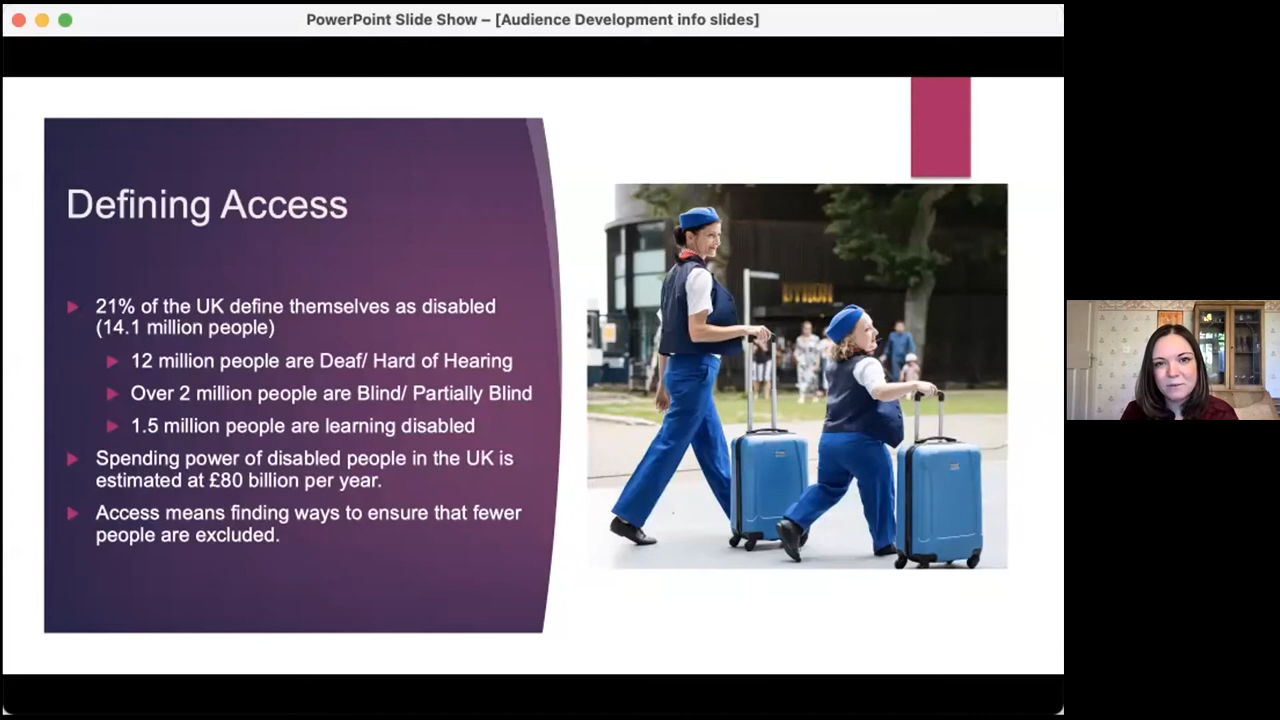 PowerPoint Slide Show – [Audience Development info slides]
Defining Access
21% of the UK define themselves as disabled
(14.1 million people)
12 million people are Deaf/ Hard of Hearing
Over 2 million people are Blind/ Partially Blind
1.5 million people are learning disabled
Spending power of disabled people in the UK is
estimated at £80 billion per year.
Access means finding ways to ensure that fewer
people are excluded.